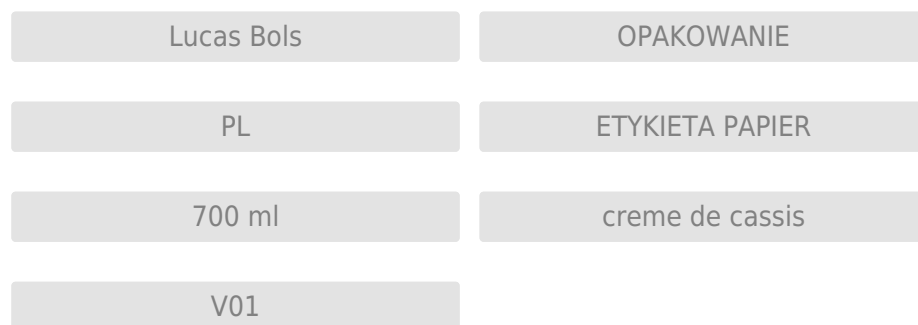 Lucas Bols
OPAKOWANIE
PL
ETYKIETA PAPIER
700 ml
creme de cassis
V01